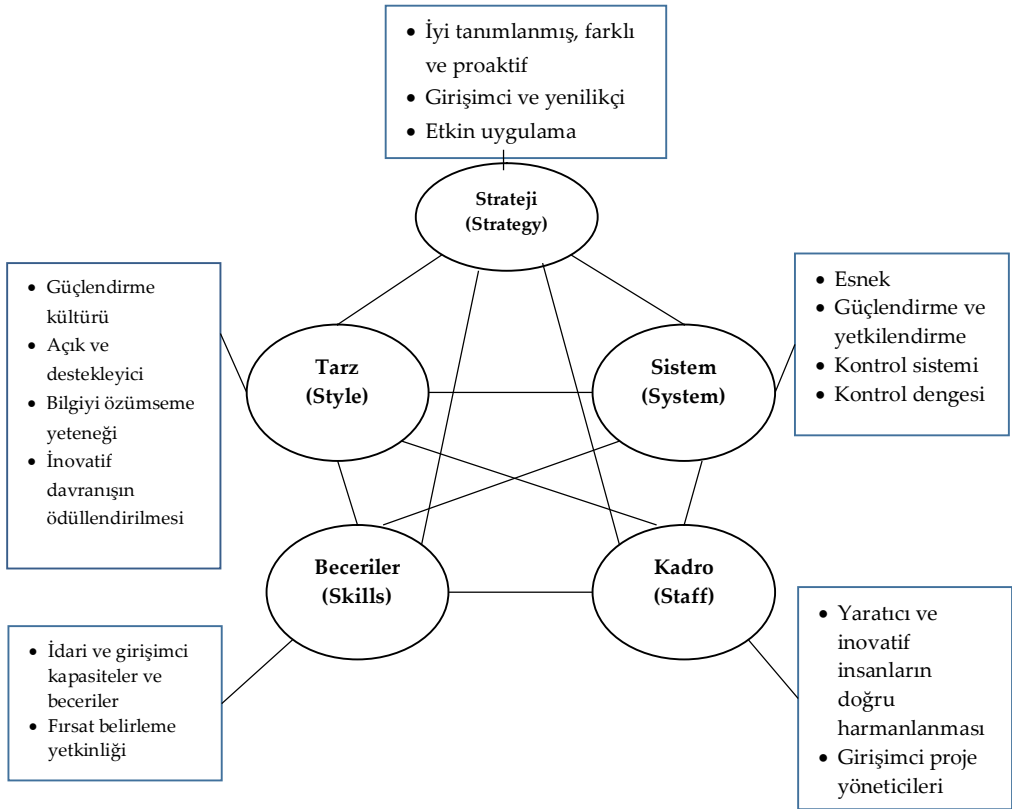 • İyi tanımlanmış, farklı
ve proaktif
• Girişimci ve yenilikçi
• Etkin uygulama
Strateji
(Strategy)
• Güçlendirme
kültürü
• Açık ve
destekleyici
• Bilgiyi özümseme
yeteneği
• İnovatif
davranışın
ödüllendirilmesi
Tarz
(Style)
Sistem
(System)
• Esnek
• Güçlendirme ve
yetkilendirme
• Kontrol sistemi
• Kontrol dengesi
Beceriler
(Skills)
Kadro
(Staff)
• İdari ve girişimci
kapasiteler ve
beceriler
• Fırsat belirleme
yetkinliği
• Yaratıcı ve
inovatif
insanların
doğru
harmanlanması
• Girişimci proje
yöneticileri